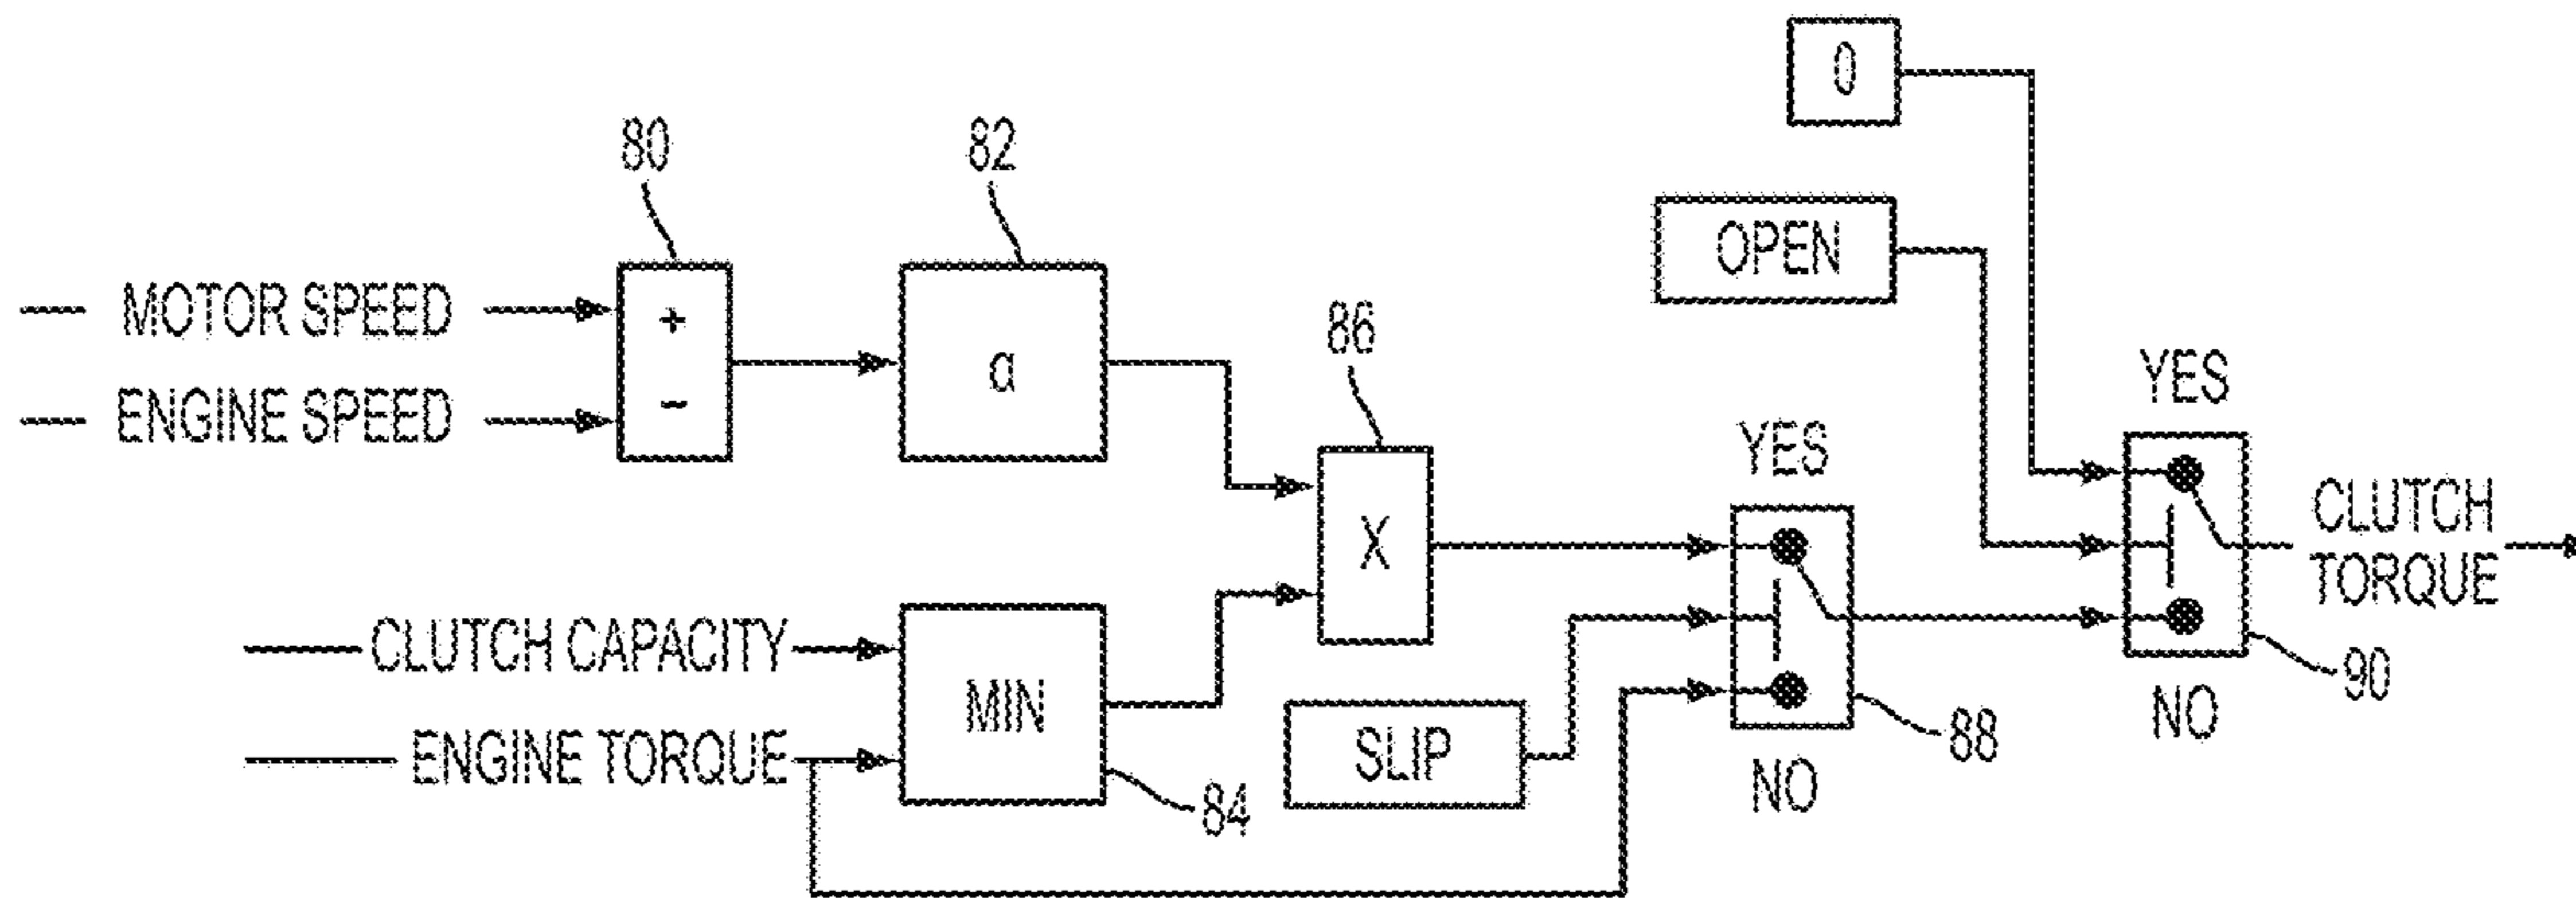 0
80
82
OPEN
MOTOR SPEED
+
α
86
YES
ENGINE SPEED
−
YES
CLUTCH
TORQUE
X
CLUTCH CAPACITY
MIN
SLIP
90
NO
88
ENGINE TORQUE
NO
84